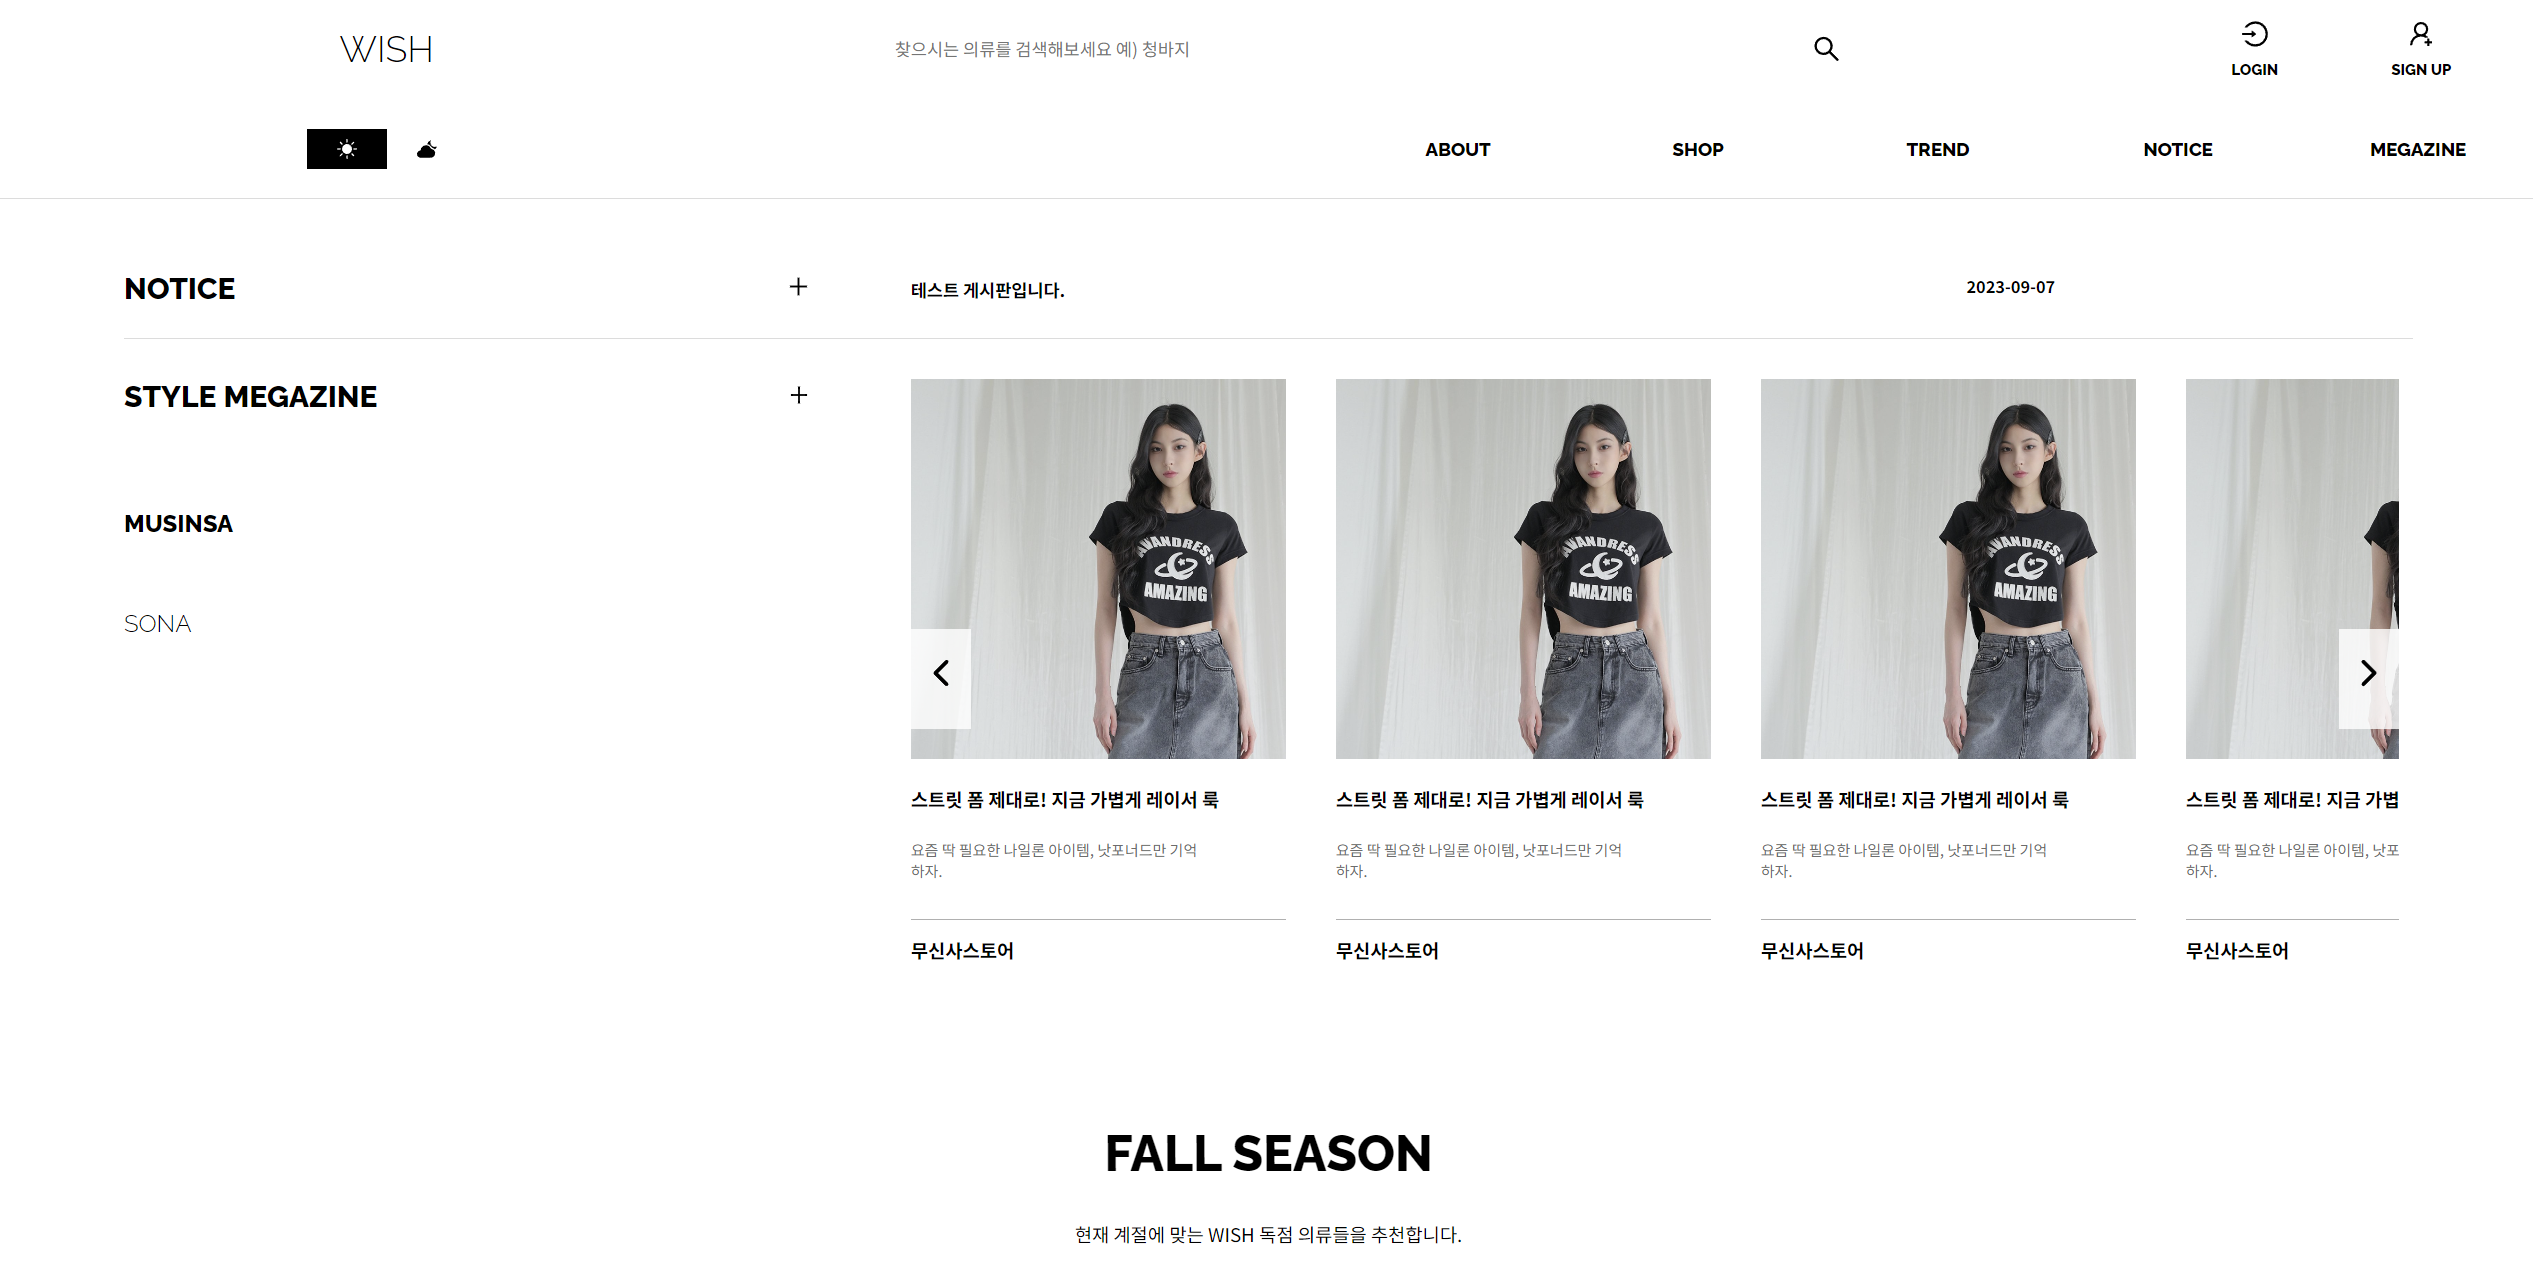 WISH
찾으시는 의류를 검색해보세요 예) 청바지
LOGIN
SIGN UP
ABOUT
SHOP
TREND
NOTICE
MEGAZINE
NOTICE
테스트 게시판입니다.
2023-09-07
STYLE MEGAZINE
MUSINSA
SONA
AVANDRESS
AMAZING
스트릿 폼 제대로! 지금 가볍게 레이서 룩
요즘 딱 필요한 나일론 아이템, 낫포너드만 기억
하자.
무신사스토어
AVANDRESS
AMAZING
스트릿 폼 제대로! 지금 가볍게 레이서 룩
요즘 딱 필요한 나일론 아이템, 낫포너드만 기억
하자.
무신사스토어
AVANDRESS
AMAZING
스트릿 폼 제대로! 지금 가볍게 레이서 룩
요즘 딱 필요한 나일론 아이템, 낫포너드만 기억
하자.
무신사스토어
스트릿 폼 제대로! 지금 가볍
요즘 딱 필요한 나일론 아이템, 낫포
하자.
무신사스토어
FALL SEASON
현재 계절에 맞는 WISH 독점 의류들을 추천합니다.